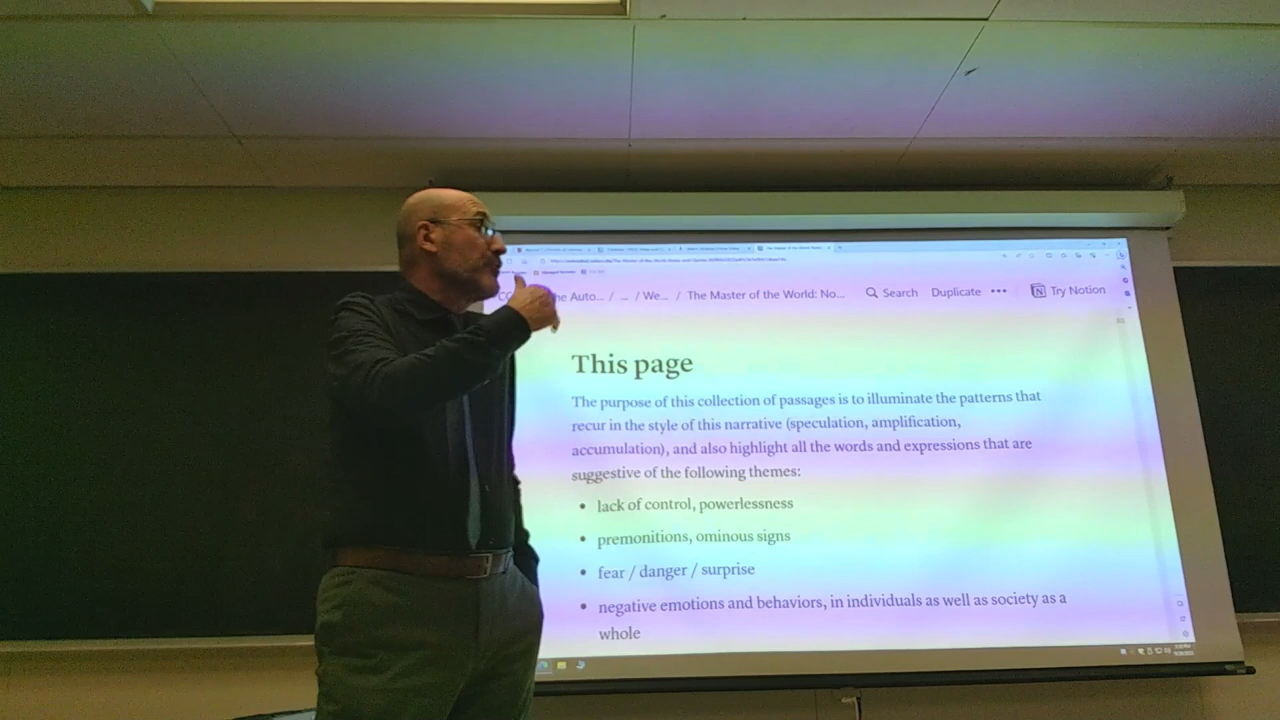 he Auto... / ... / We... / The Master of the World: No... Search Duplicate ••• Try Notion
This page
The purpose of this collection of passages is to illuminate the patterns that
recur in the style of this narrative (speculation, amplification,
accumulation), and also highlight all the words and expressions that are
suggestive of the following themes:
• lack of control, powerlessness
• premonitions, ominous signs
• fear / danger / surprise
• negative emotions and behaviors, in individuals as well as society as a
whole